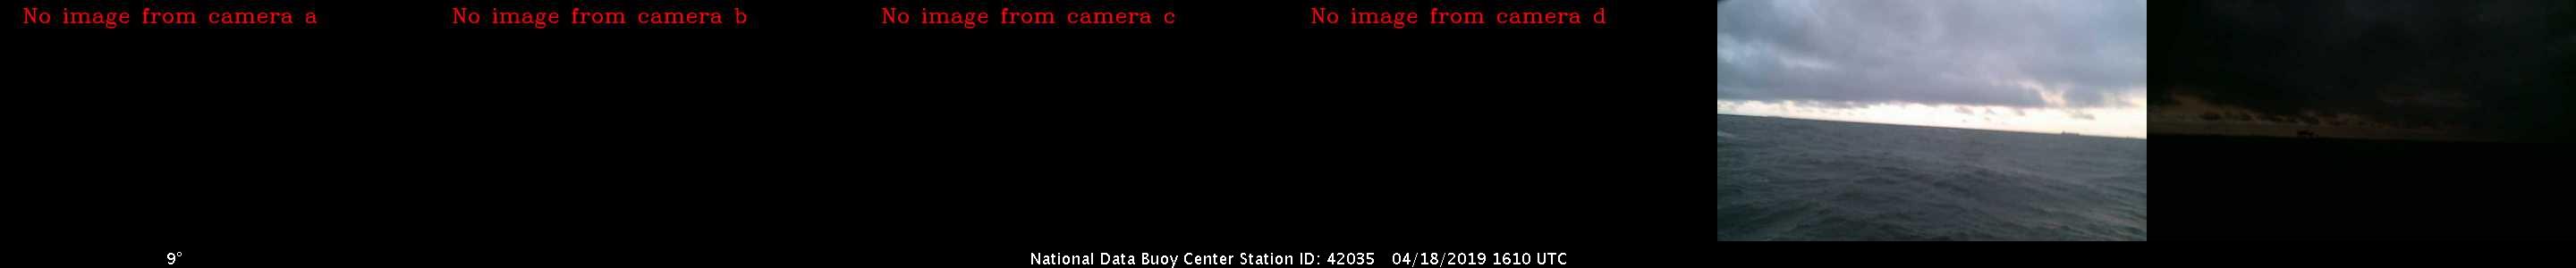 No image from camera a
No image from camera b
No image from camera c
No image from camera d
9°
National Data Buoy Center Station ID: 42035 04/18/2019 1610 UTC